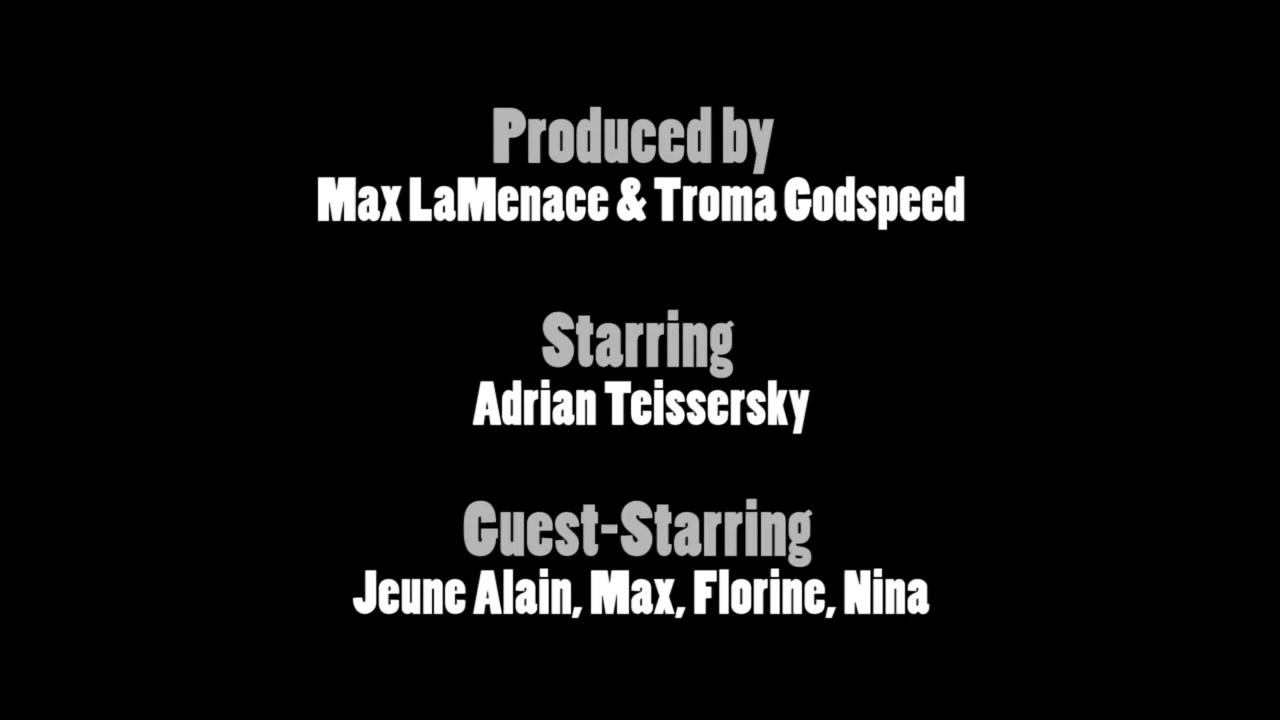 Produced by
Max LaMenace & Troma Godspeed
Starring
Adrian Teissersky
Guest-Starring
Jeune Alain, Max, Florine, Nina